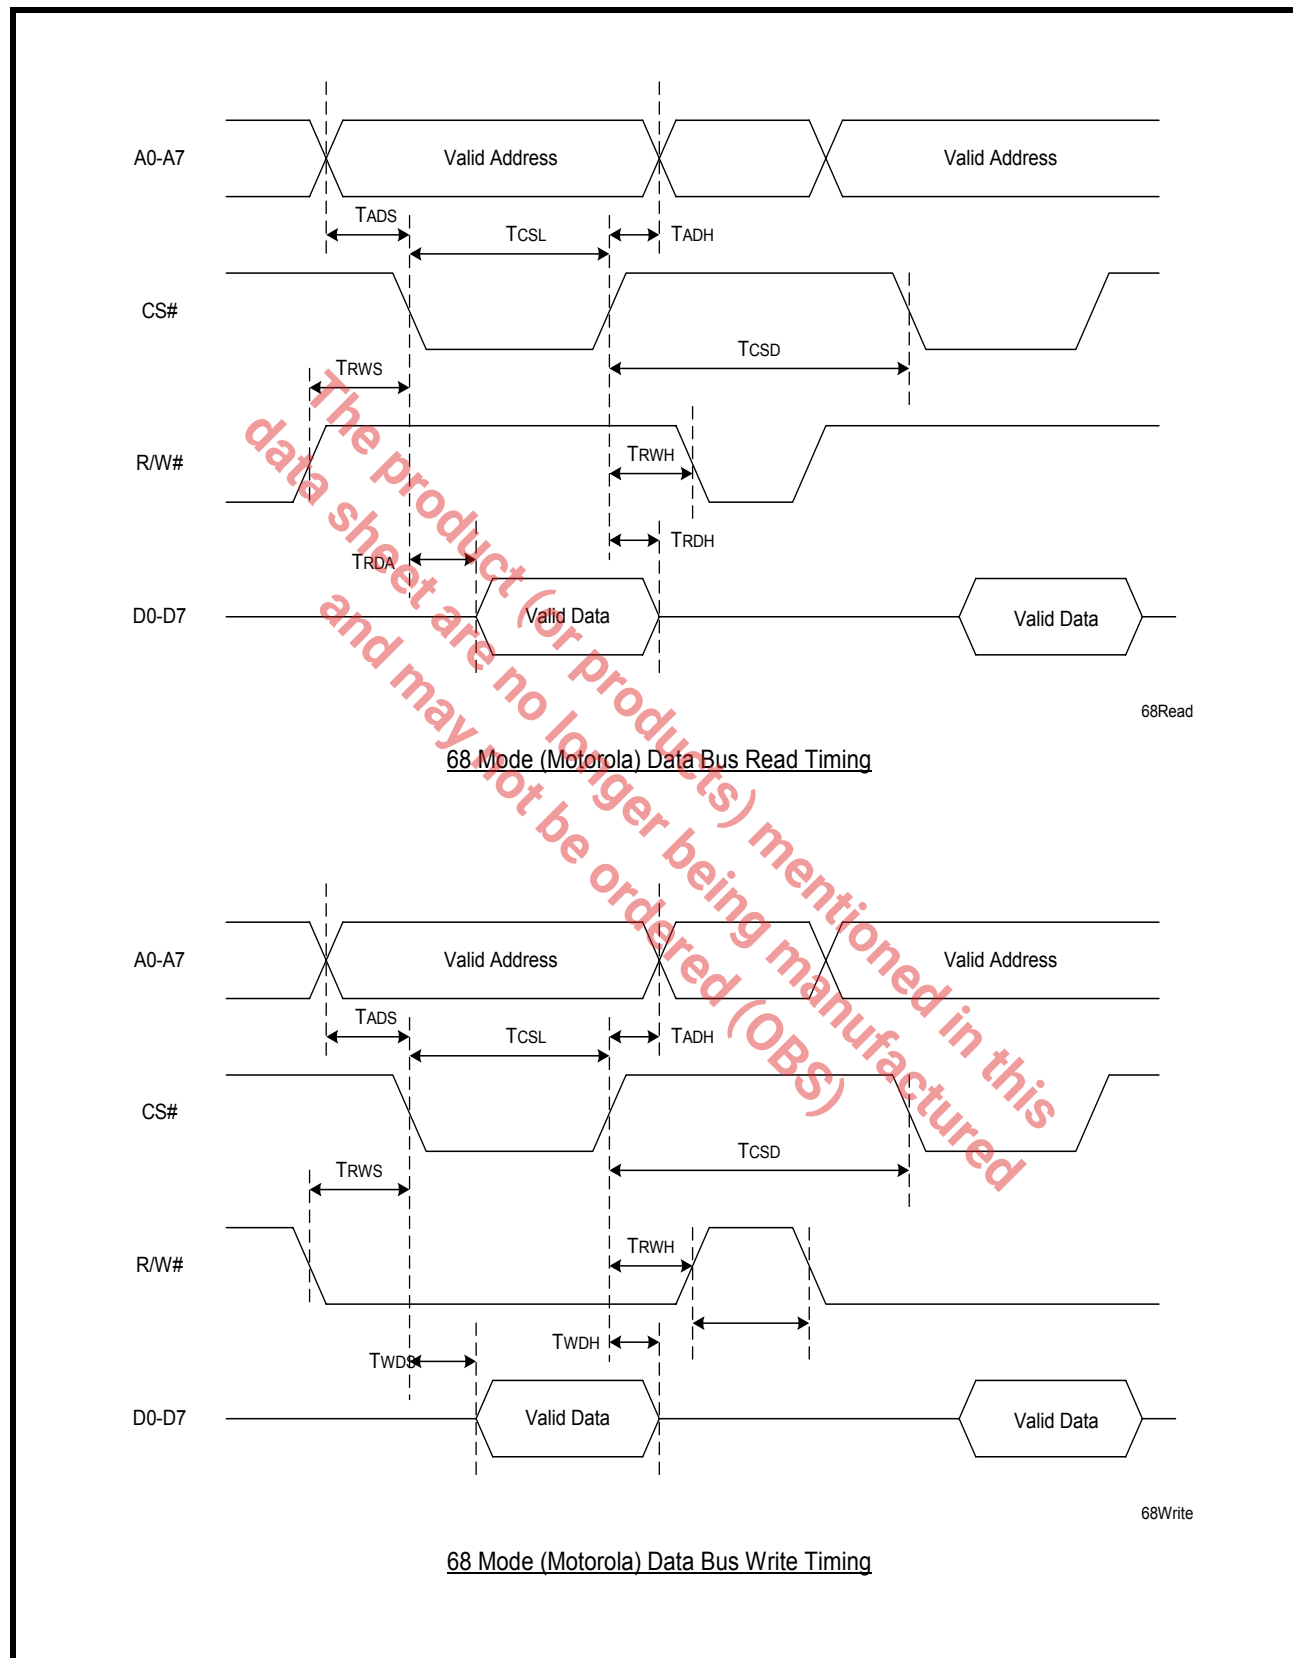 A0-A7
Valid Address
Valid Address
TADS
TCSL
TADH
CS#
TCSD
TRWS
R/W#
TRWH
TRDH
TRDA
D0-D7
Valid Data
Valid Data
68Read
68 Mode (Motorola) Data Bus Read Timing
The product (or products) mentioned in this
data sheet are no longer being manufactured
and may not be ordered (OBS)
A0-A7
Valid Address
Valid Address
TADS
TCSL
TADH
CS#
TCSD
TRWS
R/W#
TRWH
TWDH
TWDS
D0-D7
Valid Data
Valid Data
68Write
68 Mode (Motorola) Data Bus Write Timing